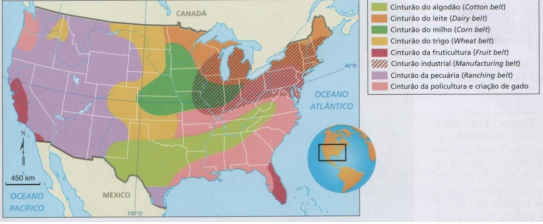 CANADÁ
40°N
OCEANO
ATLÂNTICO
N
450 km
OCEANO
PACÍFICO
MÉXICO
100°O
Cinturão do algodão (Cotton belt)
Cinturão do leite (Dairy belt)
Cinturão do milho (Corn belt)
Cinturão do trigo (Wheat belt)
Cinturão da fruticultura (Fruit belt)
Cinturão industrial (Manufacturing belt)
Cinturão da pecuária (Ranching belt)
Cinturão da policultura e criação de gado